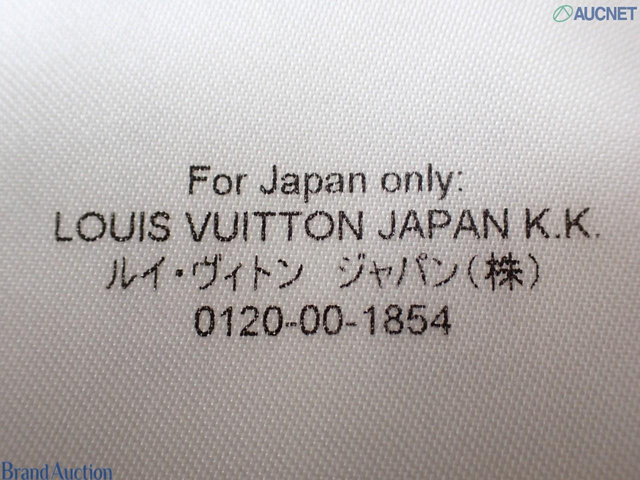 AUCNET
For Japan only:
LOUIS VUITTON JAPAN K.K.
ルイ・ヴィトン　ジャパン(株)
0120-00-1854
Brand Auction